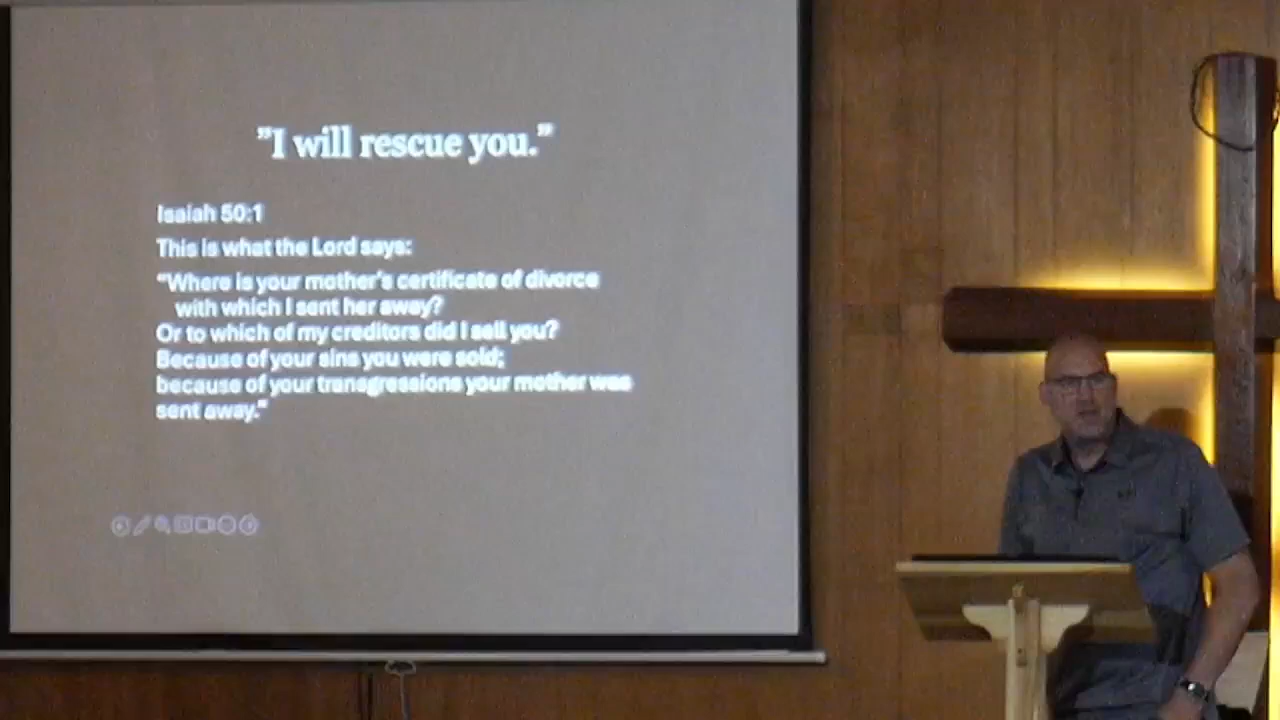 ”I will rescue you.”
Isaiah 50:1
This is what the Lord says:
“Where is your mother’s certificate of divorce
with which I sent her away?
Or to which of my creditors did I sell you?
Because of your sins you were sold;
because of your transgressions your mother was
sent away.”